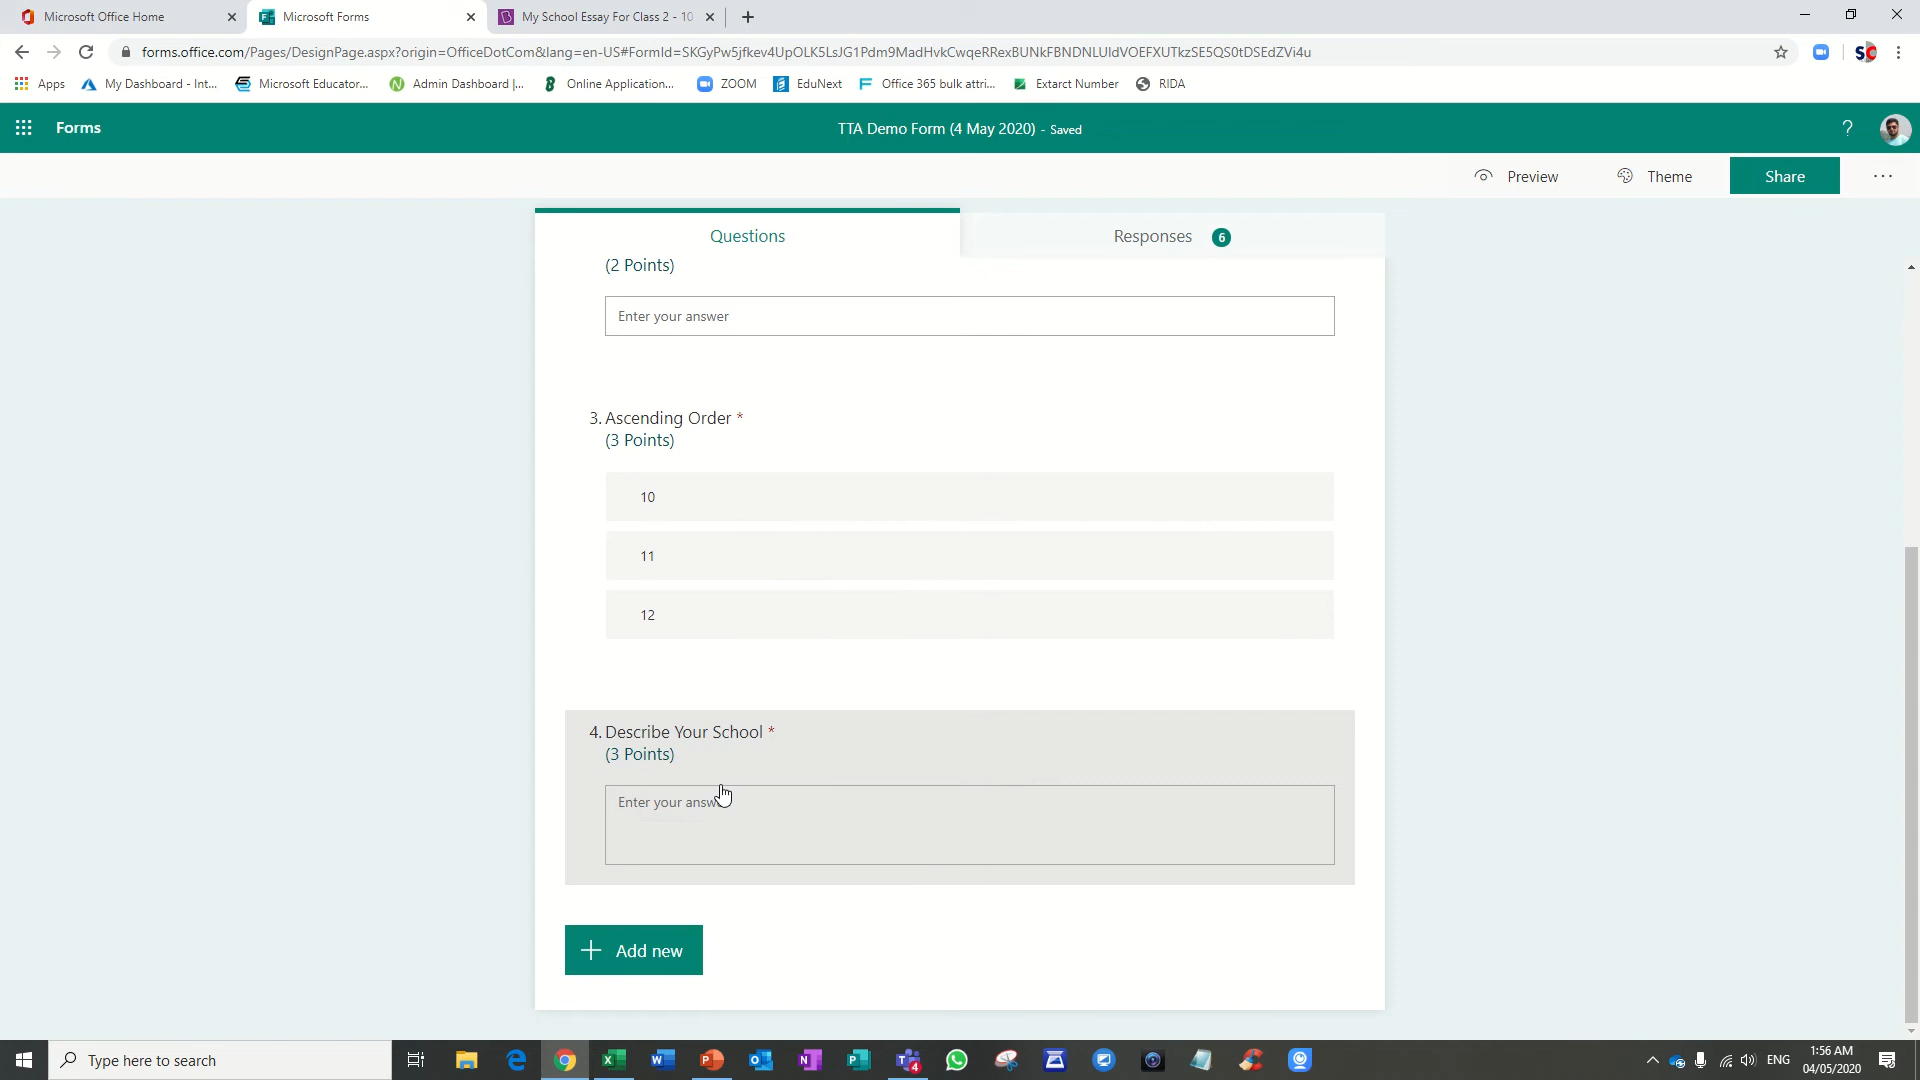 Microsoft Office Home
Microsoft Forms
My School Essay For Class 2 - 10
forms.office.com/Pages/DesignPage.aspx?origin=OfficeDotCom&lang=en-US#FormId=SKGyPw5jfkev4UpOLK5LsJG1Pdm9MadHvkCwqeRRexBUNkFBNDNLUldVOEFXUTkzSE5QS0tDSEdZVi4u
Apps
My Dashboard - Int...
Microsoft Educator...
Admin Dashboard |...
Online Application...
ZOOM
EduNext
Office 365 bulk attri...
Extarct Number
RIDA
Forms
TTA Demo Form (4 May 2020) - Saved
?
Preview
Theme
Share
Questions
Responses 6
(2 Points)
Enter your answer
3. Ascending Order *
(3 Points)
10
11
12
4. Describe Your School *
(3 Points)
Enter your answ
Add new
Type here to search
4
ENG
1:56 AM
04/05/2020